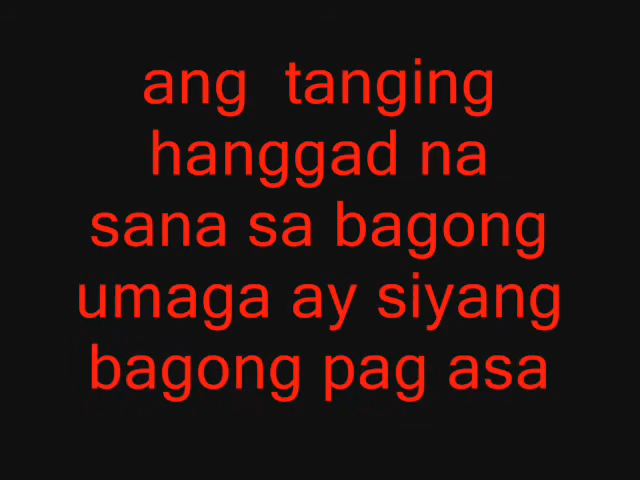 ang  tanging
hanggad na
sana sa bagong
umaga ay siyang
bagong pag asa